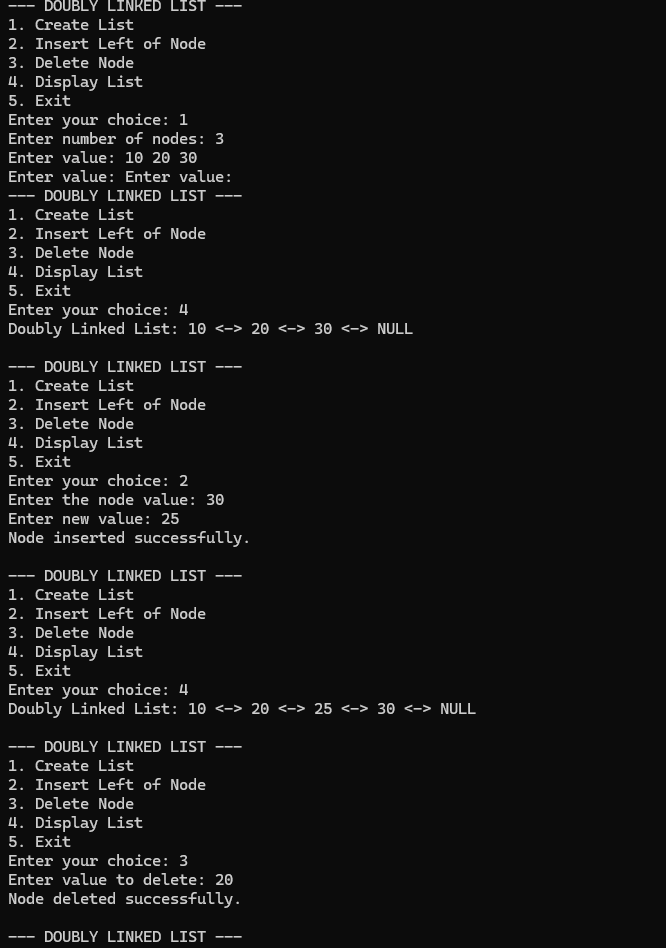 --- DOUBLY LINKED LIST ---
1. Create List
2. Insert Left of Node
3. Delete Node
4. Display List
5. Exit
Enter your choice: 1
Enter number of nodes: 3
Enter value: 10 20 30
Enter value: Enter value:
--- DOUBLY LINKED LIST ---
1. Create List
2. Insert Left of Node
3. Delete Node
4. Display List
5. Exit
Enter your choice: 4
Doubly Linked List: 10 <-> 20 <-> 30 <-> NULL

--- DOUBLY LINKED LIST ---
1. Create List
2. Insert Left of Node
3. Delete Node
4. Display List
5. Exit
Enter your choice: 2
Enter the node value: 30
Enter new value: 25
Node inserted successfully.

--- DOUBLY LINKED LIST ---
1. Create List
2. Insert Left of Node
3. Delete Node
4. Display List
5. Exit
Enter your choice: 4
Doubly Linked List: 10 <-> 20 <-> 25 <-> 30 <-> NULL

--- DOUBLY LINKED LIST ---
1. Create List
2. Insert Left of Node
3. Delete Node
4. Display List
5. Exit
Enter your choice: 3
Enter value to delete: 20
Node deleted successfully.

--- DOUBLY LINKED LIST ---